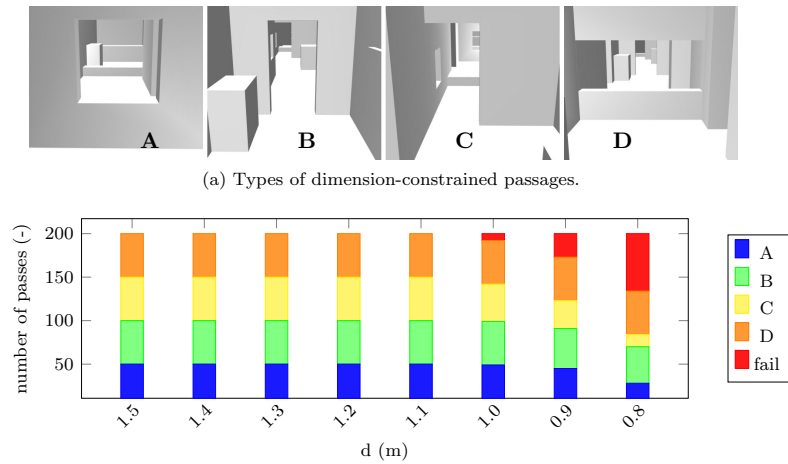 A B C D
(a) Types of dimension-constrained passages.
number of passes (-)
200
150
100
50
1.5 1.4 1.3 1.2 1.1 1.0 0.9 0.8
d (m)
A
B
C
D
fail